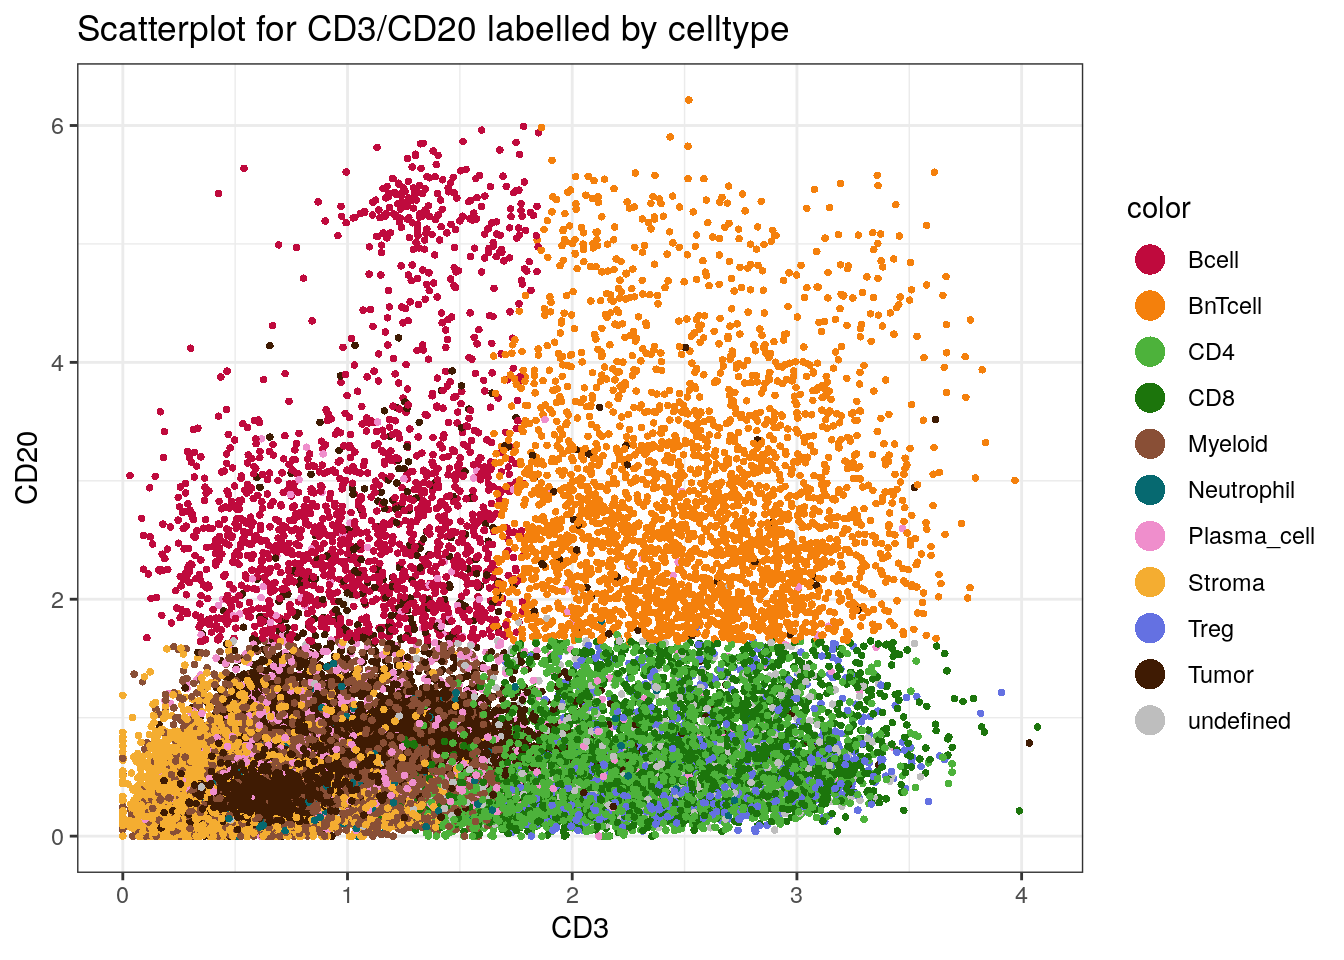 Scatterplot for CD3/CD20 labelled by celltype
6
4
2
0
CD20
0 1 2 3 4
CD3
color
Bcell
BnTcell
CD4
CD8
Myeloid
Neutrophil
Plasma_cell
Stroma
Treg
Tumor
undefined